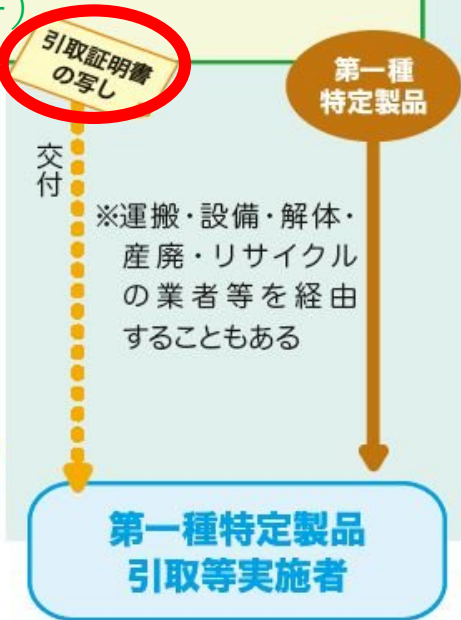 引取証明書
の写し
第一種
特定製品
交付
※運搬・設備・解体・
産廃・リサイクル
の業者等を経由
することもある
第一種特定製品
引取等実施者